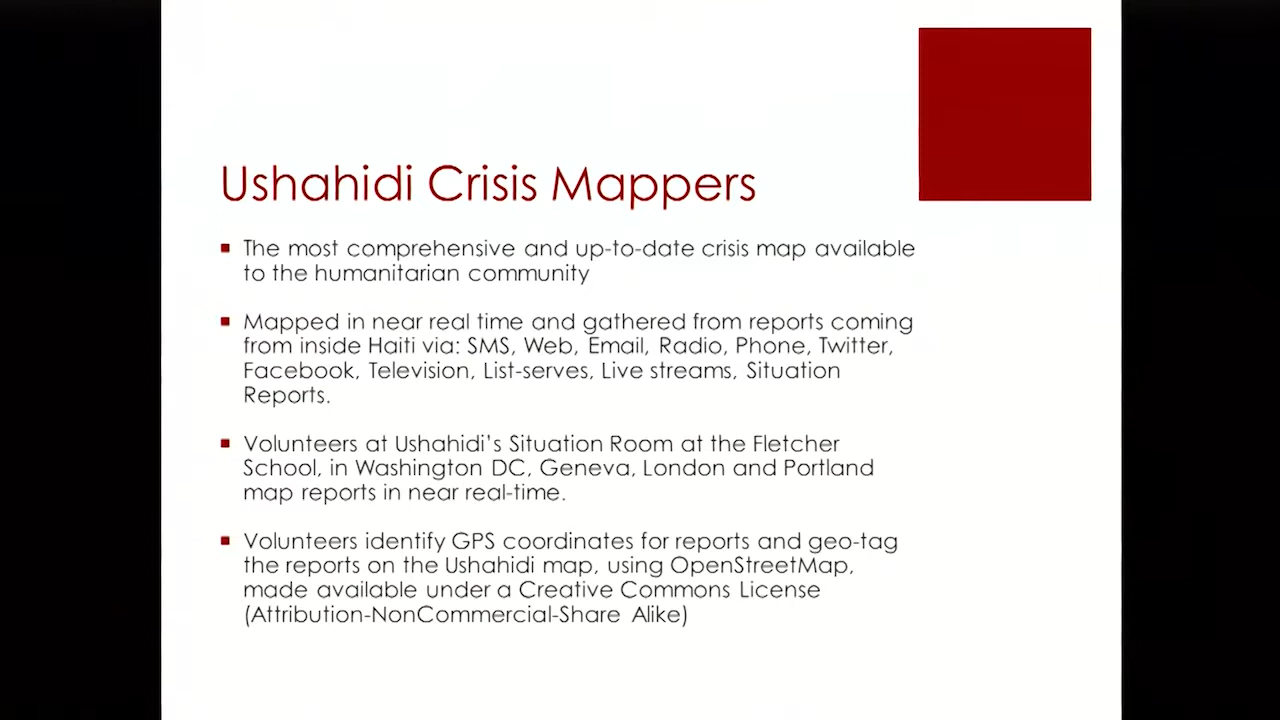 Ushahidi Crisis Mappers
The most comprehensive and up-to-date crisis map available
to the humanitarian community
Mapped in near real time and gathered from reports coming
from inside Haiti via: SMS, Web, Email, Radio, Phone, Twitter,
Facebook, Television, List-serves, Live streams, Situation
Reports.
Volunteers at Ushahidi's Situation Room at the Fletcher
School, in Washington DC, Geneva, London and Portland
map reports in near real-time.
Volunteers identify GPS coordinates for reports and geo-tag
the reports on the Ushahidi map, using OpenStreetMap,
made available under a Creative Commons License
(Attribution-NonCommercial-Share Alike)